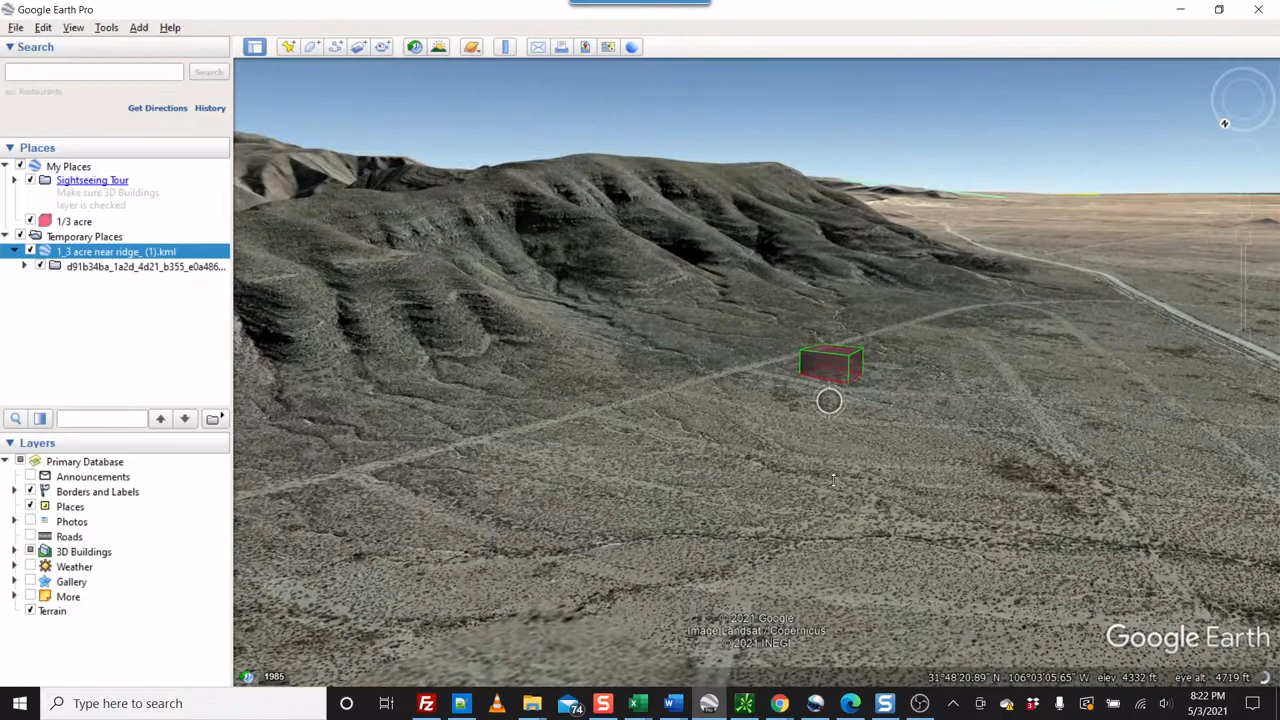 Google Earth Pro
File Edit View Tools Add Help
Search
Search
ex: Restaurants
Get Directions History
Places
My Places
Sightseeing Tour
Make sure 3D Buildings
layer is checked
1/3 acre
Temporary Places
1_3 acre near ridge_ (1).kml
d91b34ba_1a2d_4d21_b355_e0a486...
Layers
Primary Database
Announcements
Borders and Labels
Places
Photos
Roads
3D Buildings
Weather
Gallery
More
Terrain
N
© 2021 Google
Image Landsat / Copernicus
© 2021 INEGI
Google Earth
1985
31°48'20.89" N 106°03'05.65" W elev 4332 ft eye alt 4719 ft
Type here to search
74
8:22 PM
5/3/2021